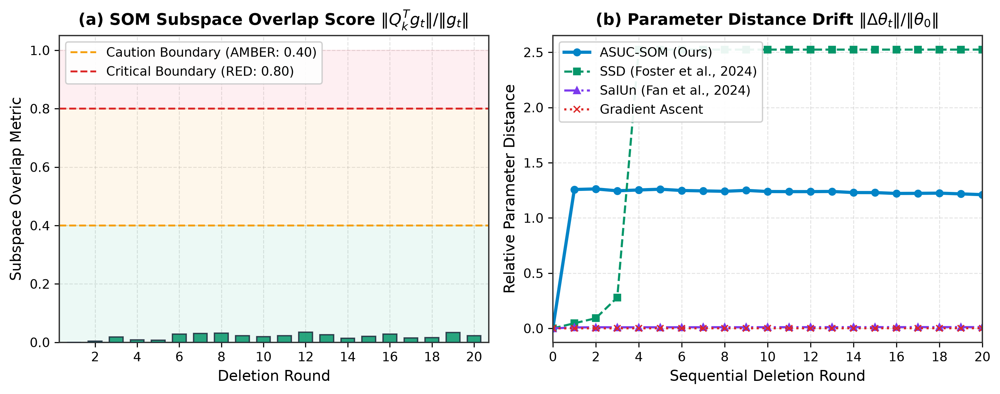 (a) SOM Subspace Overlap Score ‖Q_k^T g_t‖/‖g_t‖
Subspace Overlap Metric
1.0
0.8
0.6
0.4
0.2
0.0
Caution Boundary (AMBER: 0.40)
Critical Boundary (RED: 0.80)
2 4 6 8 10 12 14 16 18 20
Deletion Round
(b) Parameter Distance Drift ‖Δθ_t‖/‖θ_0‖
Relative Parameter Distance
2.5
2.0
1.5
1.0
0.5
0.0
ASUC-SOM (Ours)
SSD (Foster et al., 2024)
SalUn (Fan et al., 2024)
Gradient Ascent
0 2 4 6 8 10 12 14 16 18 20
Sequential Deletion Round